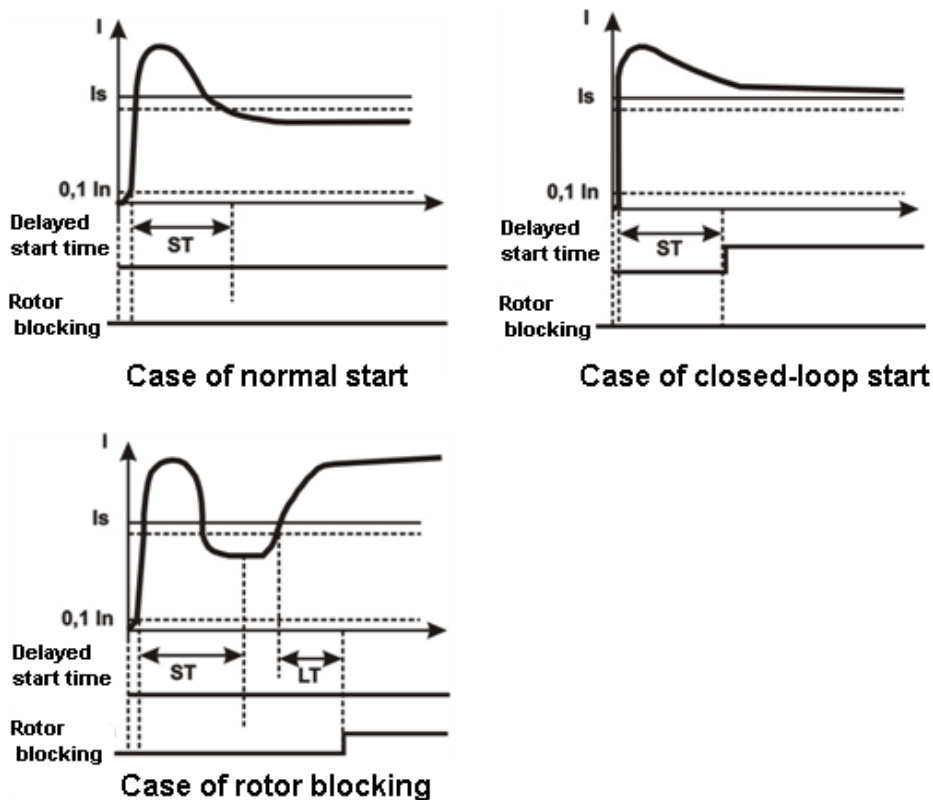 I
Is
0,1 In
Delayed
start time
ST
Rotor
blocking
Case of normal start
I
Is
0,1 In
Delayed
start time
ST
Rotor
blocking
Case of closed-loop start
I
Is
0,1 In
Delayed
start time
ST
LT
Rotor
blocking
Case of rotor blocking